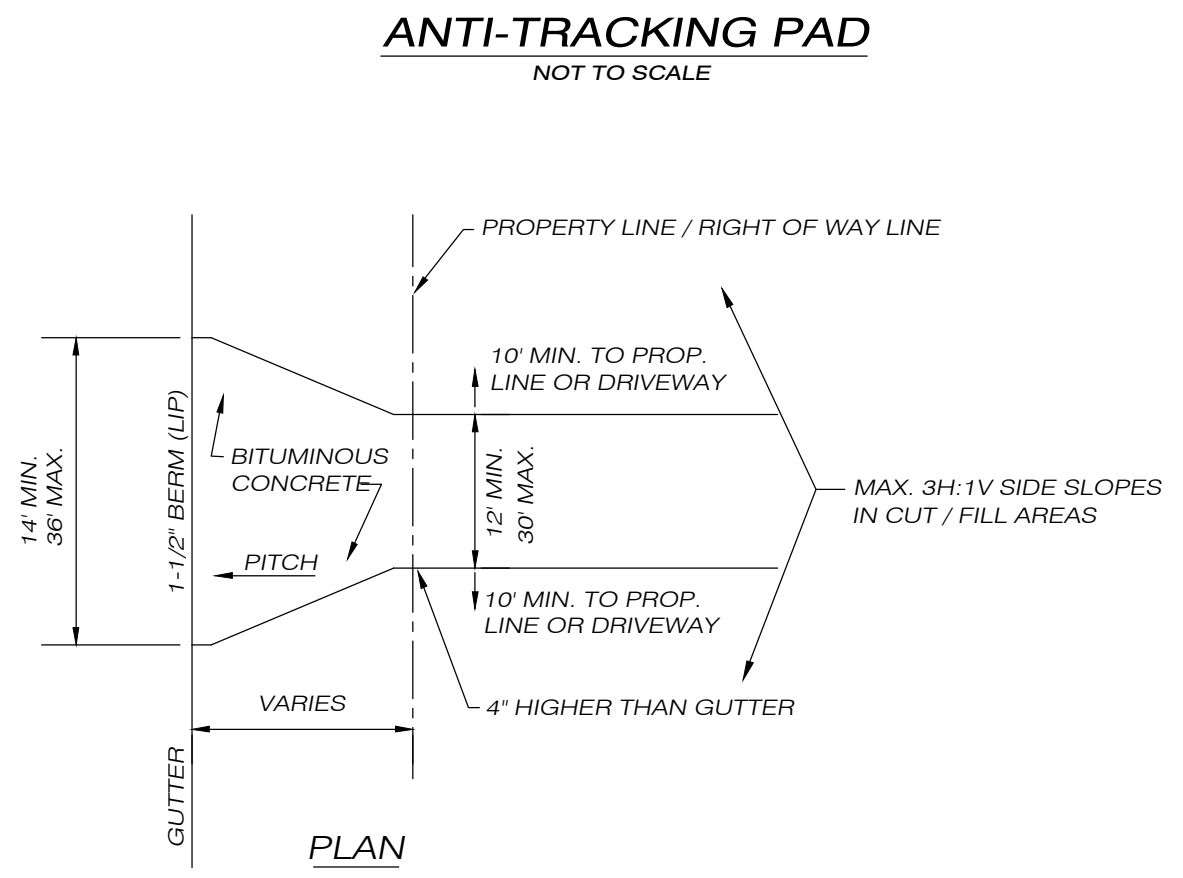 ANTI-TRACKING PAD
NOT TO SCALE
PROPERTY LINE / RIGHT OF WAY LINE
10' MIN. TO PROP.
LINE OR DRIVEWAY
14' MIN.
36' MAX.
1-1/2" BERM (LIP)
BITUMINOUS
CONCRETE
12' MIN.
30' MAX.
MAX. 3H:1V SIDE SLOPES
IN CUT / FILL AREAS
PITCH
10' MIN. TO PROP.
LINE OR DRIVEWAY
VARIES
4" HIGHER THAN GUTTER
GUTTER
PLAN